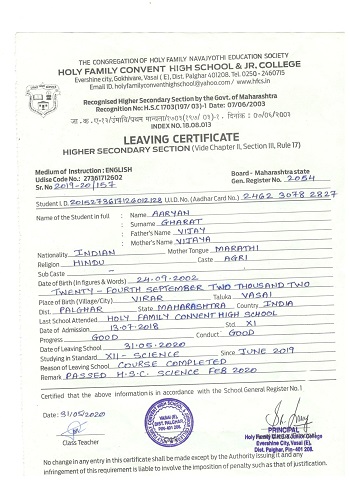 THE CONGREGATION OF HOLY FAMILY NAVAJYOTHI EDUCATION SOCIETY
HOLY FAMILY CONVENT HIGH SCHOOL & JR. COLLEGE
Evershine city, Gokhivare, Vasai ( E), Dist. Palghar 401208. Tel. 0250-2460715
Email ID. holyfamilyconventhighschool@yahoo.com / www.hfcs.in
Recognised Higher Secondary Section by the Govt. of Maharashtra
Recognition No: H.S.C 1703(197/ 03)-1 Date: 07/06/2003
INDEX NO. 18.08.013
LEAVING CERTIFICATE
HIGHER SECONDARY SECTION (Vide Chapter II, Section III, Rule 17)
Medium of Instruction : ENGLISH Board - Maharashtra state
Udise Code No.: 27361712602 Gen. Register No. 2054
Sr. No 2019-20/157
Student I. D. 2015273617126012128 U.I.D. No. (Aadhar Card No.) 2462 3078 2827
Name of the Student in full : Name AARYAN
: Surname GHARAT
: Father's Name VIJAY
: Mother's Name VIJAYA
Nationality INDIAN Mother Tongue MARATHI
Religion HINDU Caste AGRI
Sub Caste —
Date of Birth (In figures & Words) 24-09-2002
TWENTY - FOURTH SEPTEMBER TWO THOUSAND TWO
Place of Birth (Village/City) VIRAR Taluka VASAI
Dist. PALGHAR State MAHARASHTRA Country INDIA
Last School Attended HOLY FAMILY CONVENT HIGH SCHOOL
Date of Admission 13-07-2018 Std XI
Progress GOOD Conduct GOOD
Date of Leaving School 31-05-2020
Studying in Standard XII - SCIENCE Since JUNE 2019
Reason of Leaving School COURSE COMPLETED
Remark PASSED H.S.C. SCIENCE FEB 2020
Certified that the above information is in accordance with the School General Register No.1
Date: 31/05/2020
VASAI (E), DIST. PALGHAR,
Class Teacher
PRINCIPAL
Holy Family C.H.S & Junior College
Evershine City, Vasai (E),
Dist. Palghar, Pin-401 208.
No change in any entry in this certificate shall be made except by the Authority issuing it and any
infringement of this requirement is liable to involve the imposition of penalty such as that of justification.